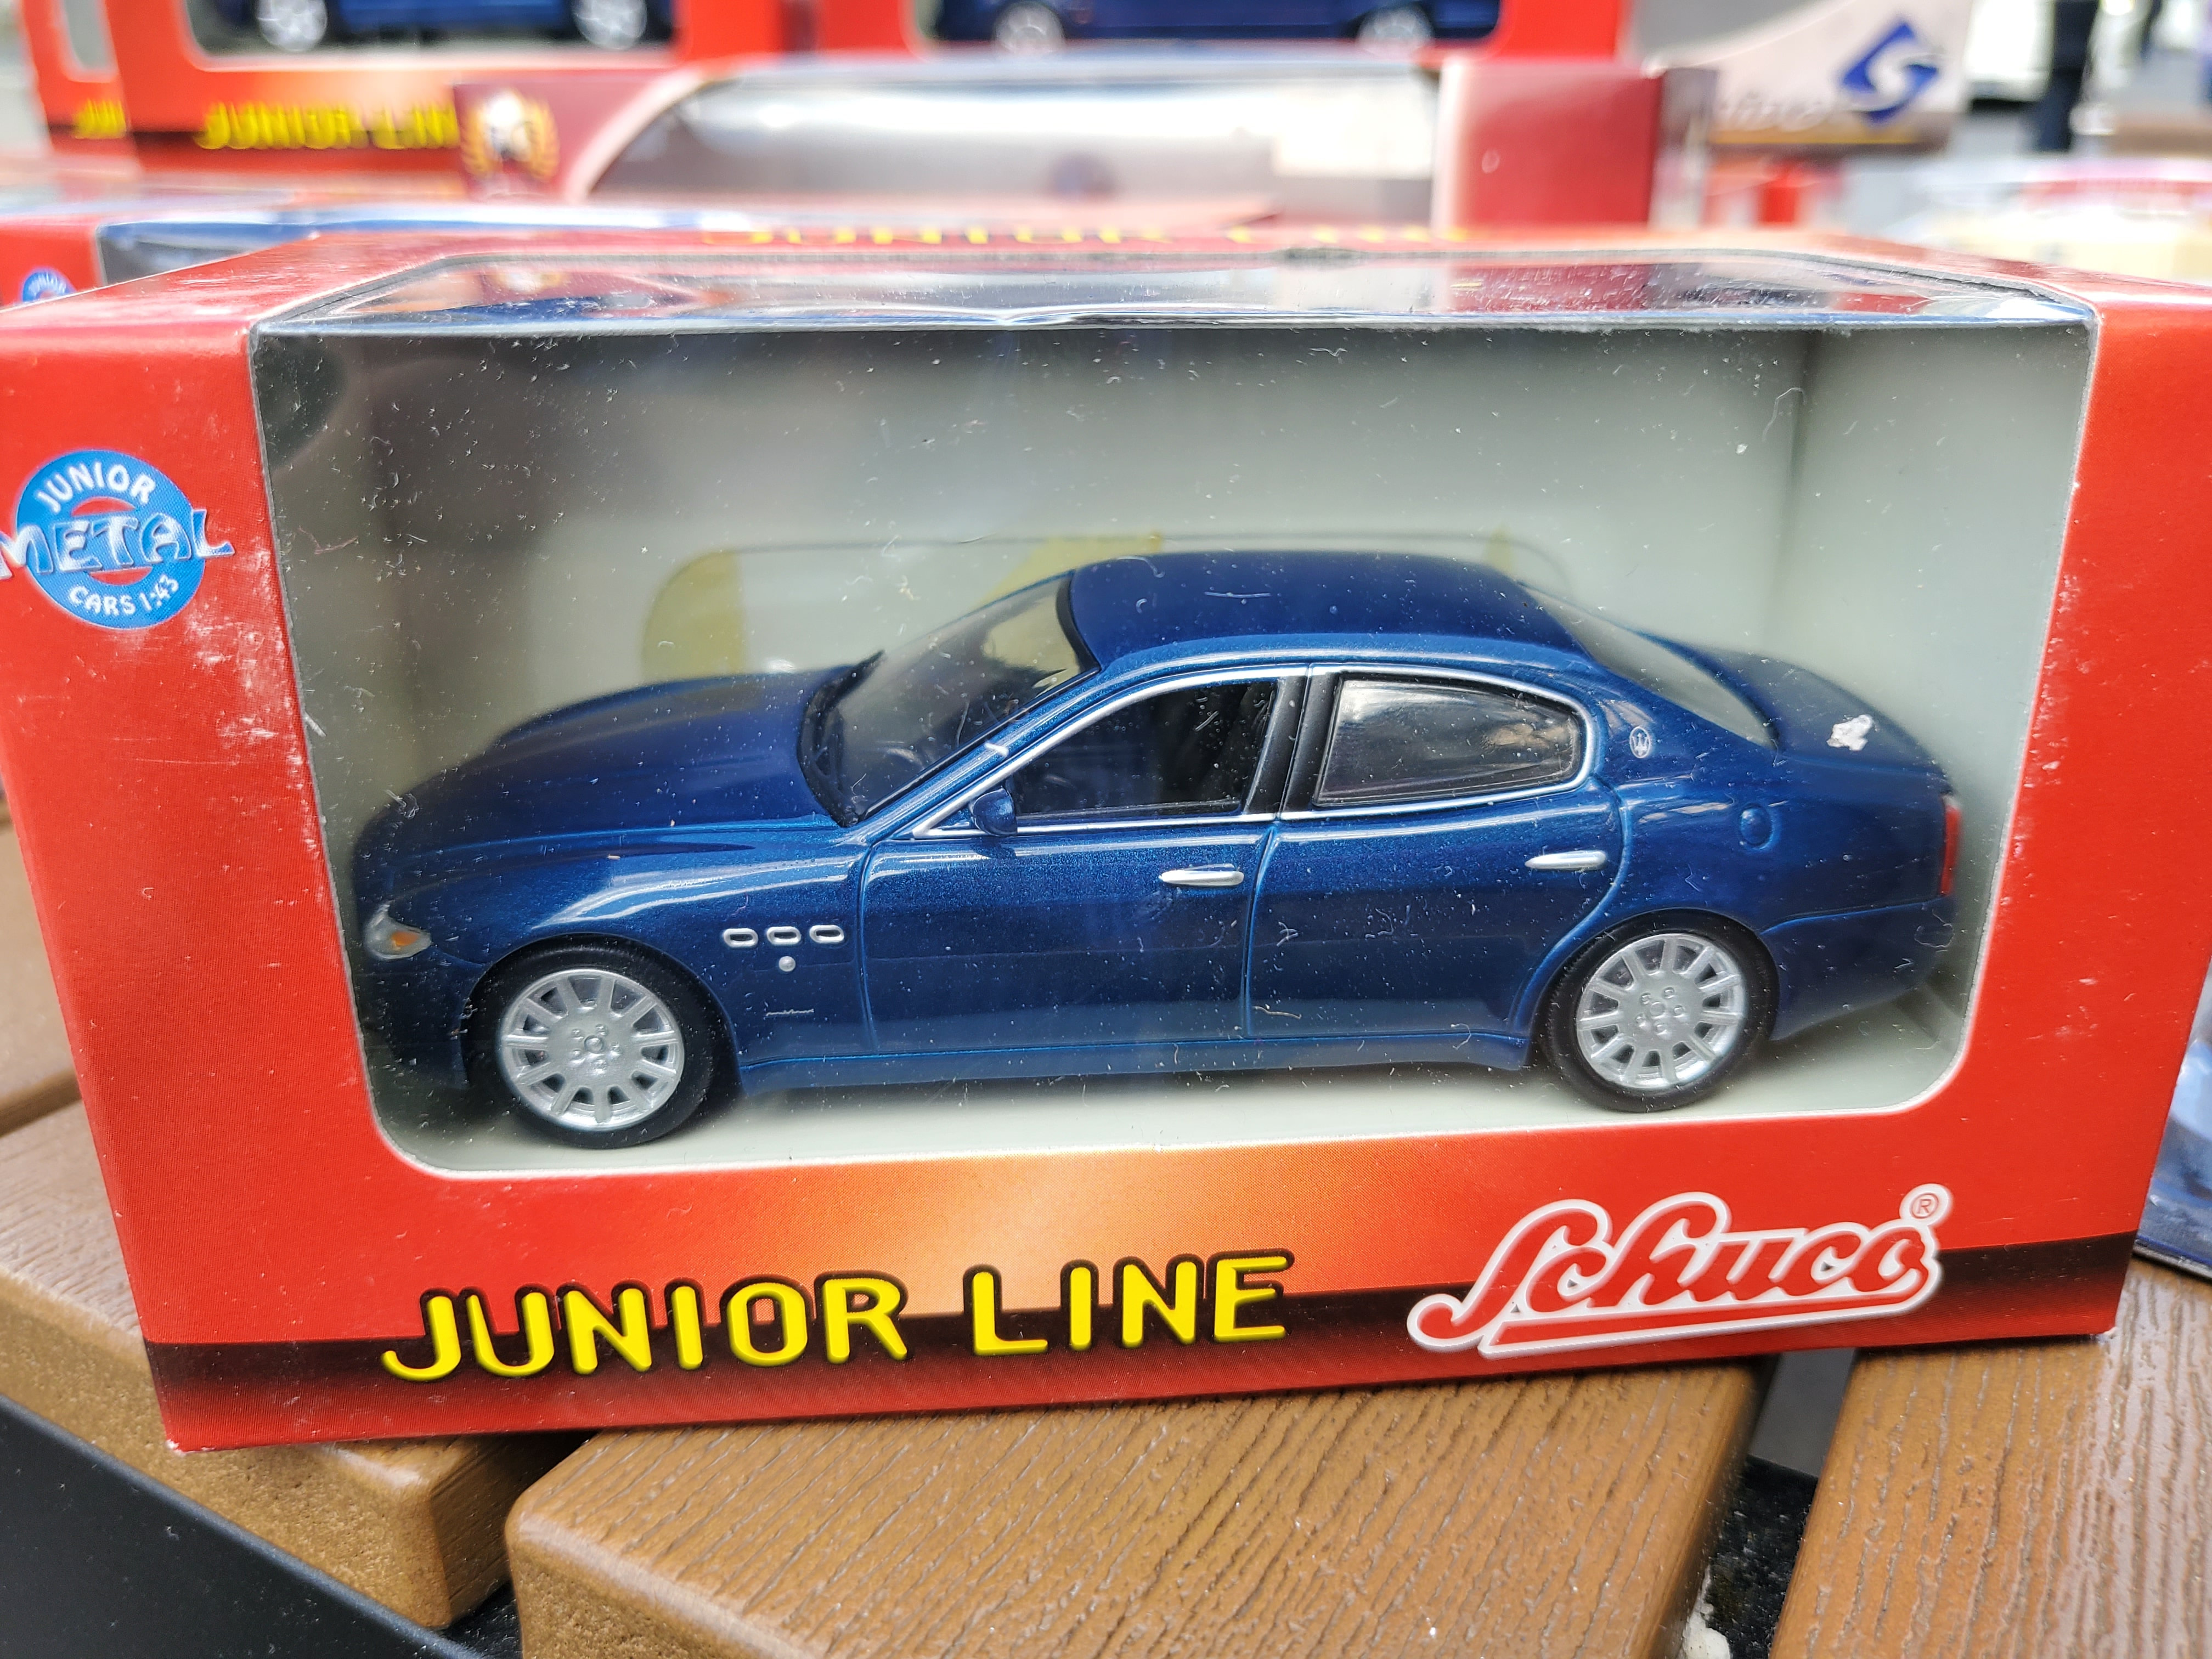 JUNIOR LINE
JUNIOR
METAL
CARS 1:43
JUNIOR LINE
Schuco®